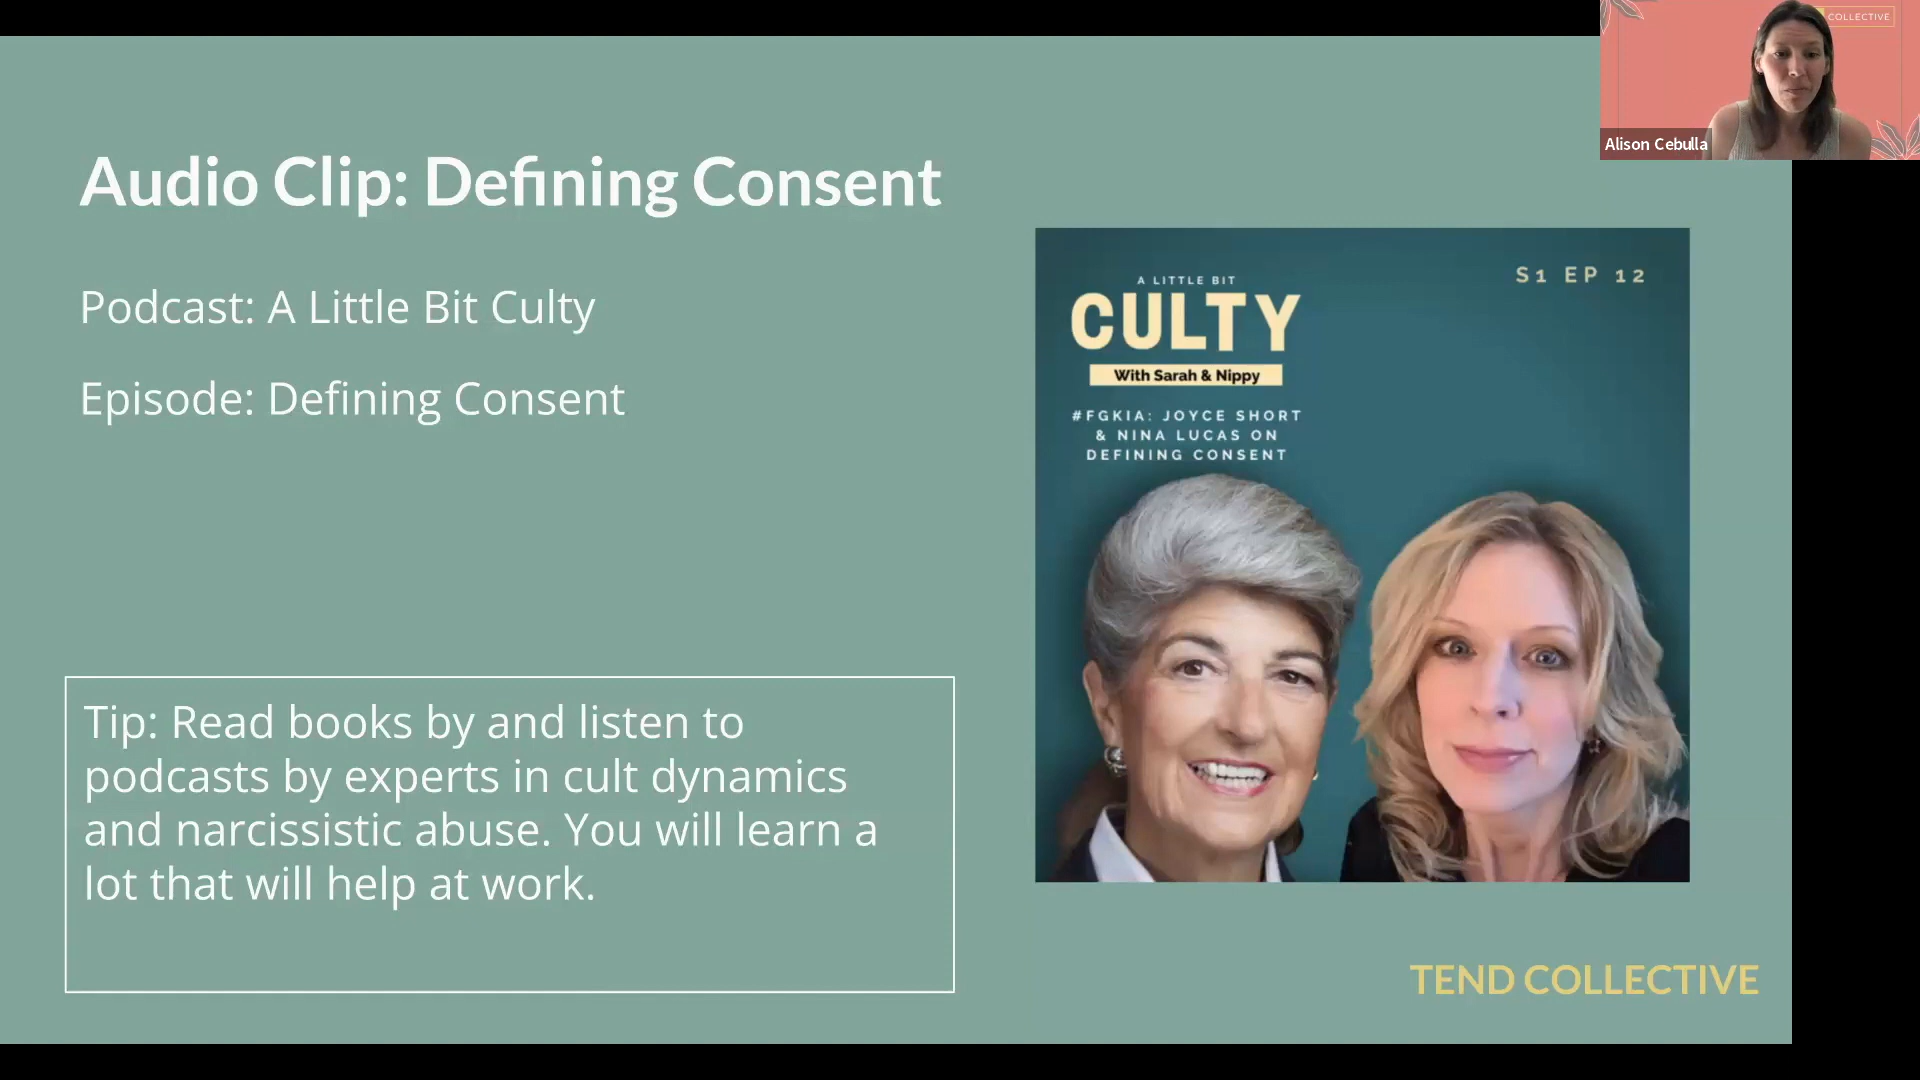 COLLECTIVE
Alison Cebulla
Audio Clip: Defining Consent
Podcast: A Little Bit Culty
Episode: Defining Consent
A LITTLE BIT
CULTY
With Sarah & Nippy
S1 EP 12
#FGKIA: JOYCE SHORT
& NINA LUCAS ON
DEFINING CONSENT
Tip: Read books by and listen to
podcasts by experts in cult dynamics
and narcissistic abuse. You will learn a
lot that will help at work.
TEND COLLECTIVE